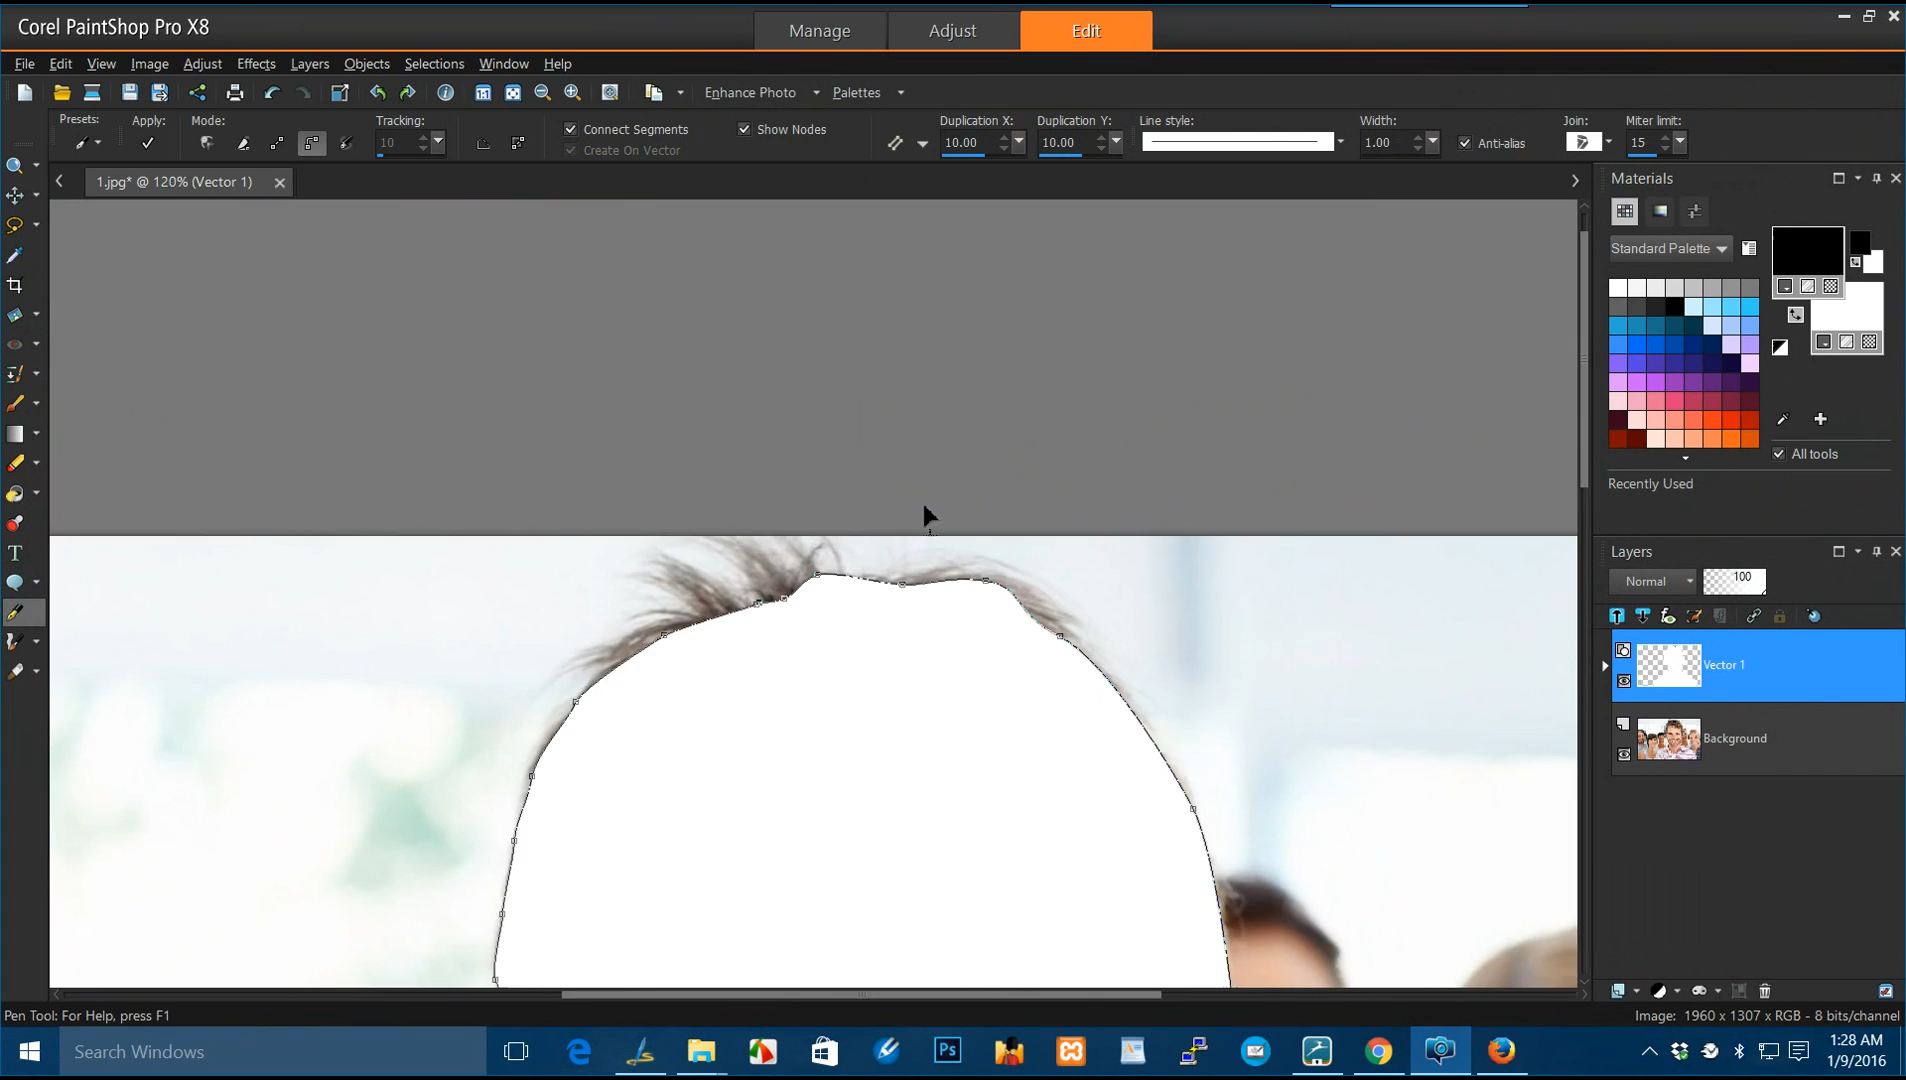 Corel PaintShop Pro X8
Manage Adjust Edit
File Edit View Image Adjust Effects Layers Objects Selections Window Help
Enhance Photo Palettes
Presets: Apply: Mode: Tracking: Connect Segments Show Nodes Duplication X: Duplication Y: Line style: Width: Join: Miter limit:
10 Create On Vector 10.00 10.00 1.00 Anti-alias 15
1.jpg* @ 120% (Vector 1)
Materials
Standard Palette
All tools
Recently Used
Layers
Normal 100
Vector 1
Background
Pen Tool: For Help, press F1
Image: 1960 x 1307 x RGB - 8 bits/channel
Search Windows
Ps
1:28 AM
1/9/2016